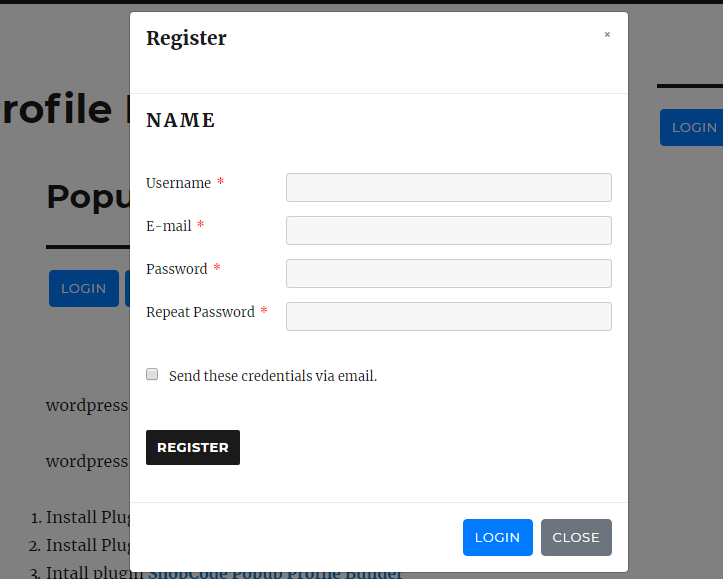 Register
×
rofile
LOGIN
NAME
Popu
Username *
E-mail *
Password *
Repeat Password *
LOGIN
Send these credentials via email.
wordpress
REGISTER
wordpress
1. Install Plug
LOGIN CLOSE
2. Install Plug
3. Intall plugin ShopCode Popup Profile Builder